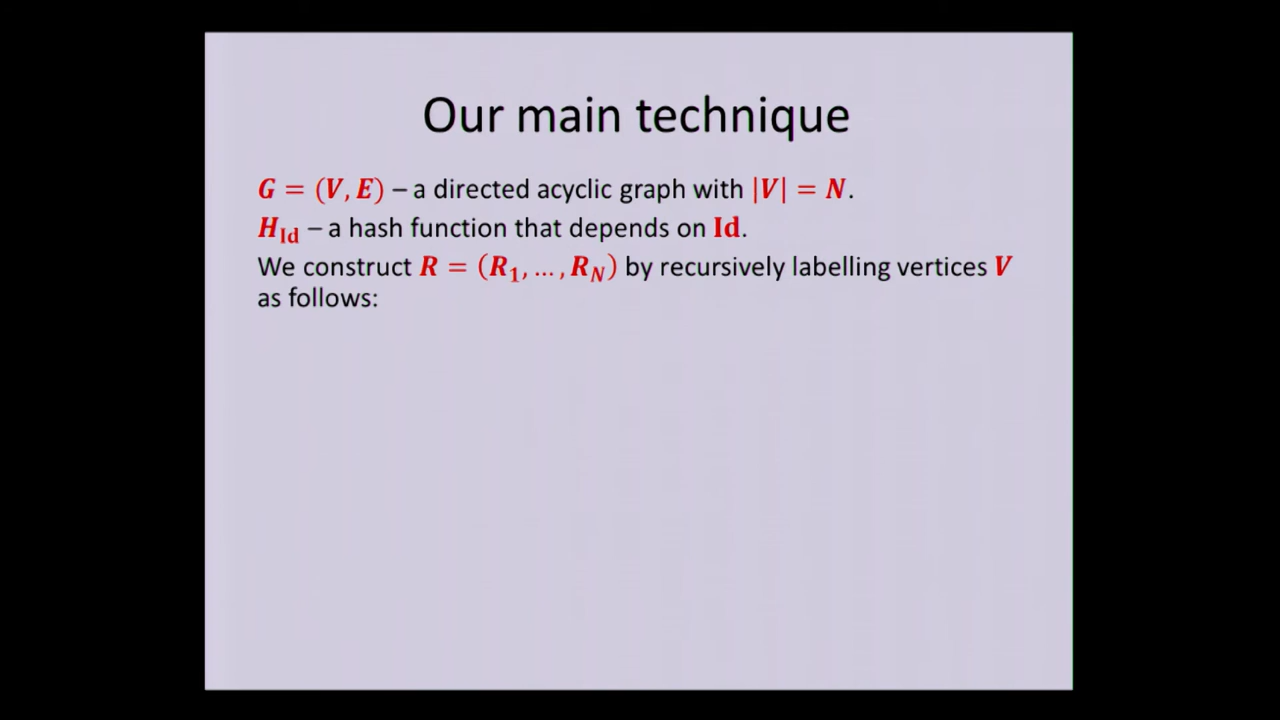 Our main technique
G = (V, E) – a directed acyclic graph with |V| = N.
H_Id – a hash function that depends on Id.
We construct R = (R_1, … , R_N) by recursively labelling vertices V
as follows: